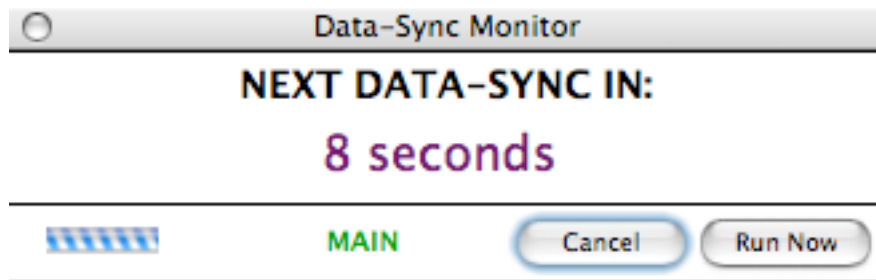 Data-Sync Monitor
NEXT DATA-SYNC IN:
8 seconds
MAIN Cancel Run Now